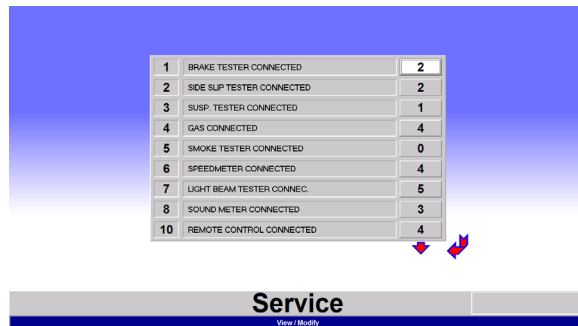 1 BRAKE TESTER CONNECTED 2
2 SIDE SLIP TESTER CONNECTED 2
3 SUSP. TESTER CONNECTED 1
4 GAS CONNECTED 4
5 SMOKE TESTER CONNECTED 0
6 SPEEDMETER CONNECTED 4
7 LIGHT BEAM TESTER CONNEC. 5
8 SOUND METER CONNECTED 3
10 REMOTE CONTROL CONNECTED 4
Service
View / Modify